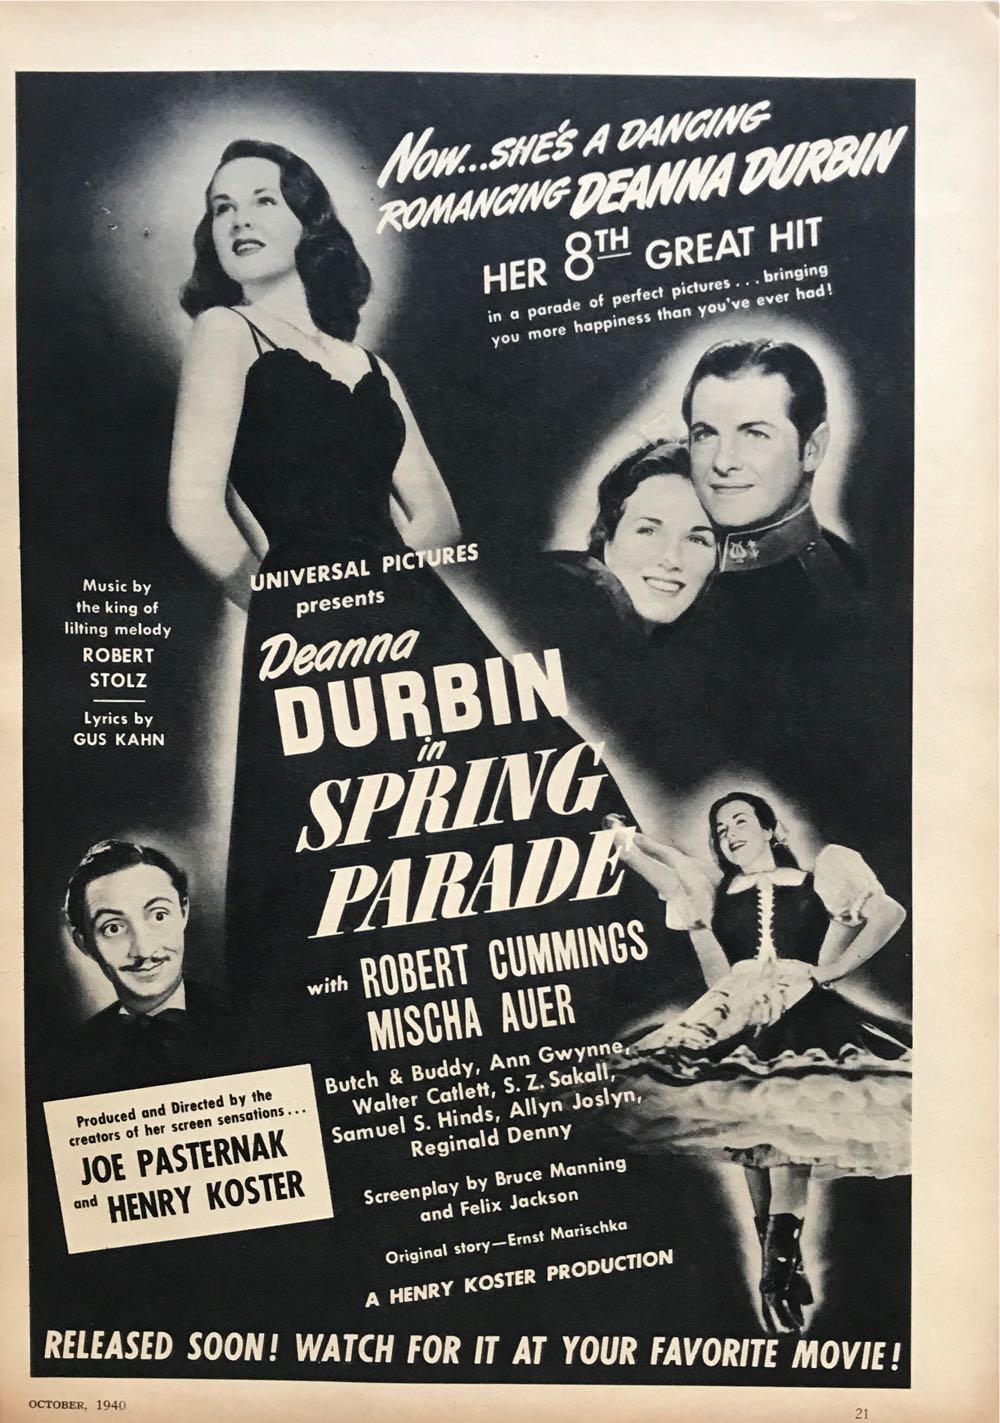 NOW...SHE'S A DANCING
ROMANCING DEANNA DURBIN
HER 8TH GREAT HIT
in a parade of perfect pictures...bringing
you more happiness than you've ever had!
UNIVERSAL PICTURES
presents
Deanna
DURBIN
in
SPRING
PARADE
with ROBERT CUMMINGS
MISCHA AUER
Butch & Buddy, Ann Gwynne,
Walter Catlett, S. Z. Sakall,
Samuel S. Hinds, Allyn Joslyn,
Reginald Denny
Screenplay by Bruce Manning
and Felix Jackson
Original story—Ernst Marischka
A HENRY KOSTER PRODUCTION
Music by
the king of
lilting melody
ROBERT
STOLZ
Lyrics by
GUS KAHN
Produced and Directed by the
creators of her screen sensations...
JOE PASTERNAK
and HENRY KOSTER
RELEASED SOON! WATCH FOR IT AT YOUR FAVORITE MOVIE!
OCTOBER, 1940
21